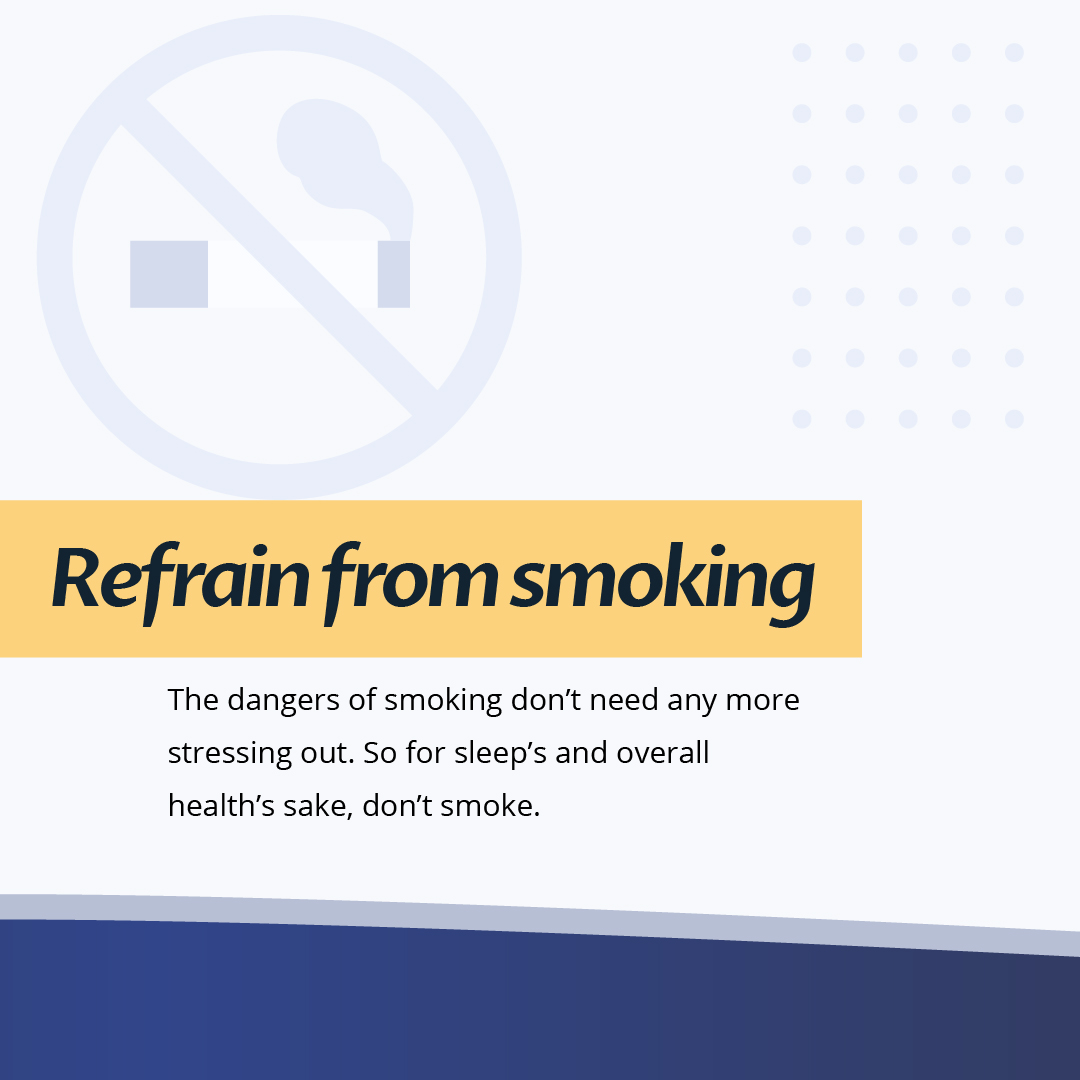 Refrain from smoking
The dangers of smoking don’t need any more
stressing out. So for sleep’s and overall
health’s sake, don’t smoke.